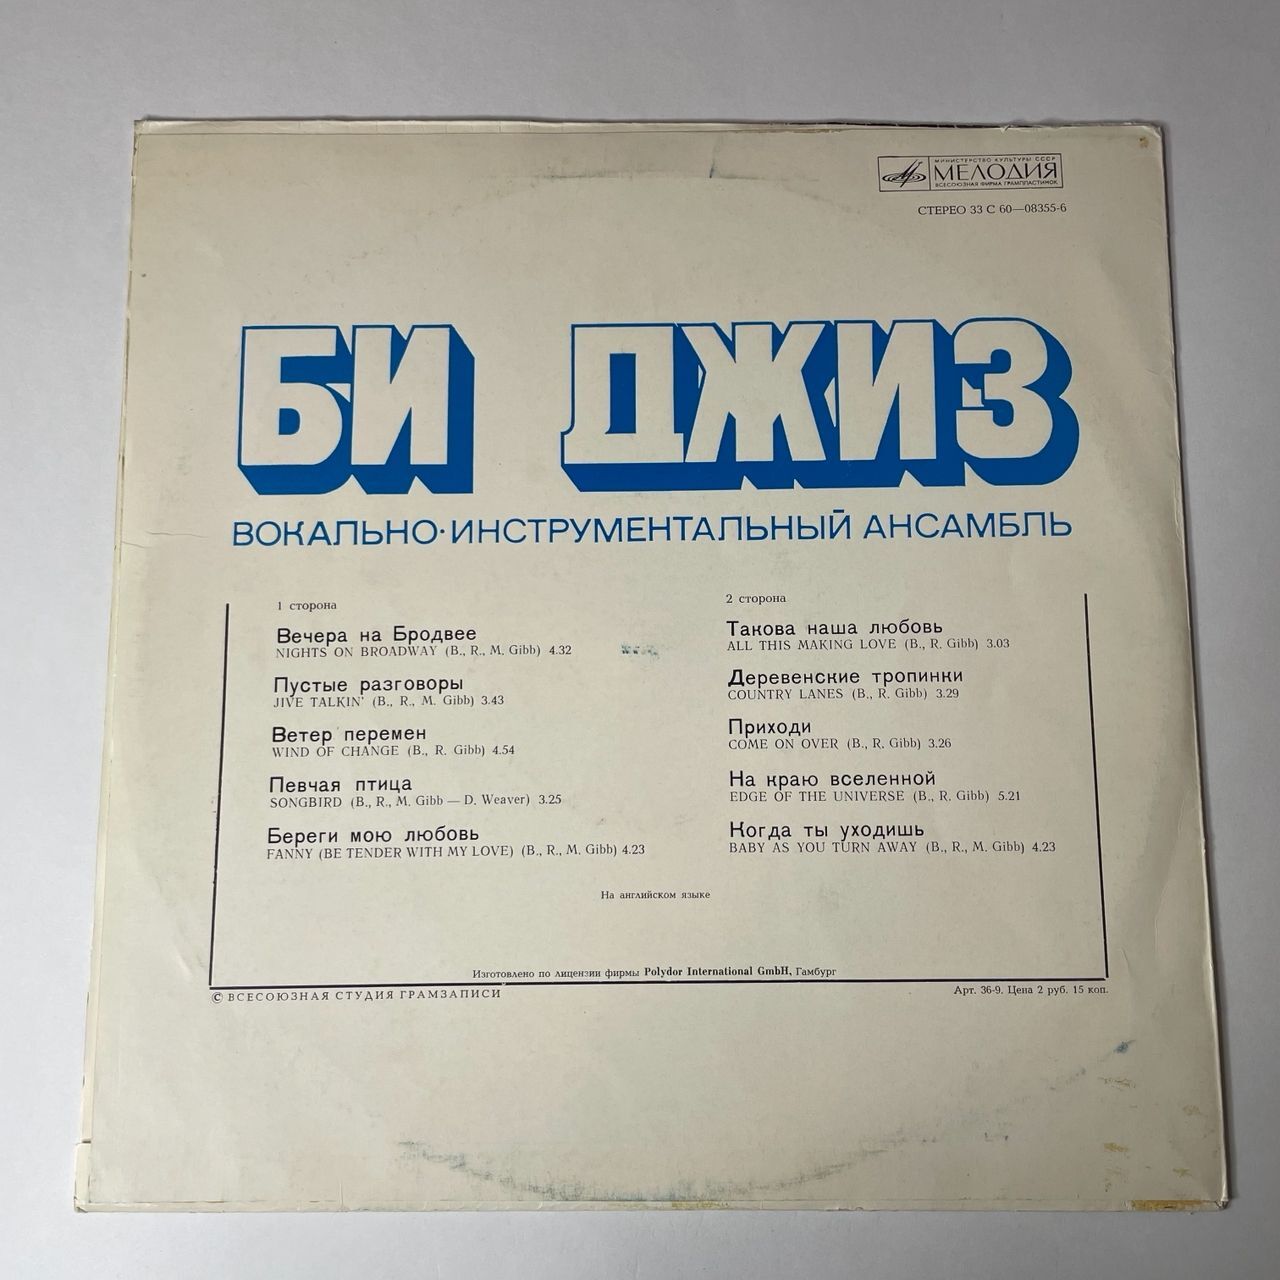 МИНИСТЕРСТВО КУЛЬТУРЫ СССР
МЕЛОДИЯ
ВСЕСОЮЗНАЯ ФИРМА ГРАМПЛАСТИНОК
СТЕРЕО 33 С 60—08355-6
БИ ДЖИЗ
ВОКАЛЬНО-ИНСТРУМЕНТАЛЬНЫЙ АНСАМБЛЬ
1 сторона
Вечера на Бродвее
NIGHTS ON BROADWAY (B., R., M. Gibb) 4.32
Пустые разговоры
JIVE TALKIN' (B., R., M. Gibb) 3.43
Ветер перемен
WIND OF CHANGE (B., R. Gibb) 4.54
Певчая птица
SONGBIRD (B., R., M. Gibb — D. Weaver) 3.25
Береги мою любовь
FANNY (BE TENDER WITH MY LOVE) (B., R., M. Gibb) 4.23
2 сторона
Такова наша любовь
ALL THIS MAKING LOVE (B., R. Gibb) 3.03
Деревенские тропинки
COUNTRY LANES (B., R. Gibb) 3.29
Приходи
COME ON OVER (B., R. Gibb) 3.26
На краю вселенной
EDGE OF THE UNIVERSE (B., R. Gibb) 5.21
Когда ты уходишь
BABY AS YOU TURN AWAY (B., R., M. Gibb) 4.23
На английском языке
Изготовлено по лицензии фирмы Polydor International GmbH, Гамбург
© ВСЕСОЮЗНАЯ СТУДИЯ ГРАМЗАПИСИ
Арт. 36-9. Цена 2 руб. 15 коп.